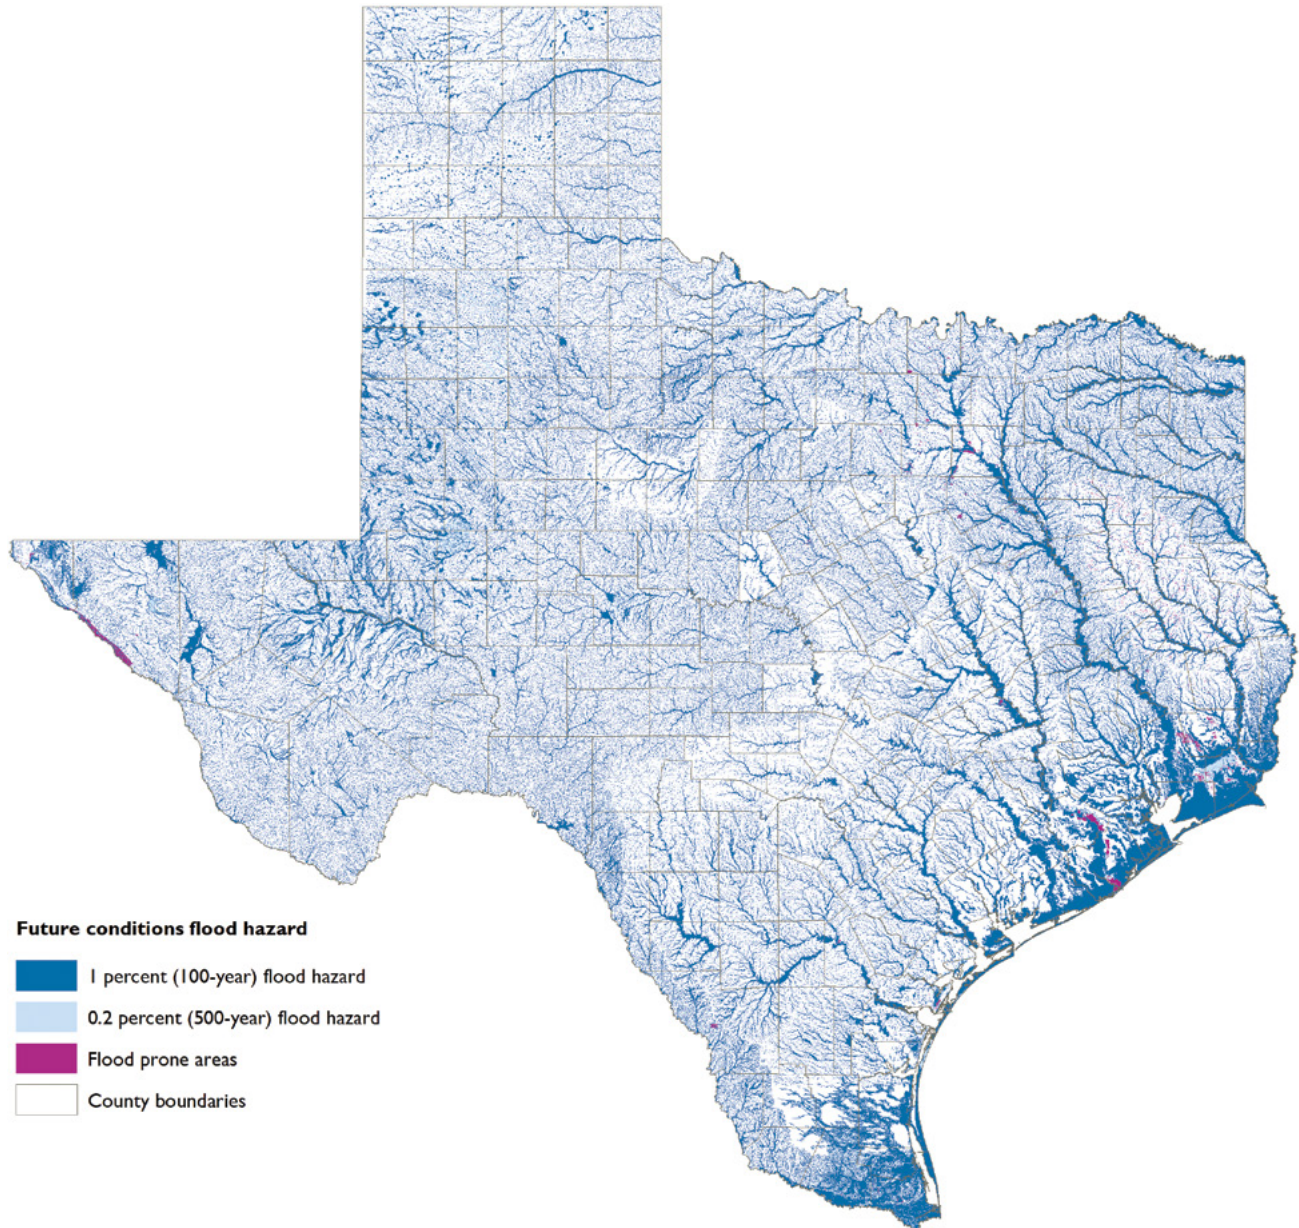 Future conditions flood hazard
1 percent (100-year) flood hazard
0.2 percent (500-year) flood hazard
Flood prone areas
County boundaries